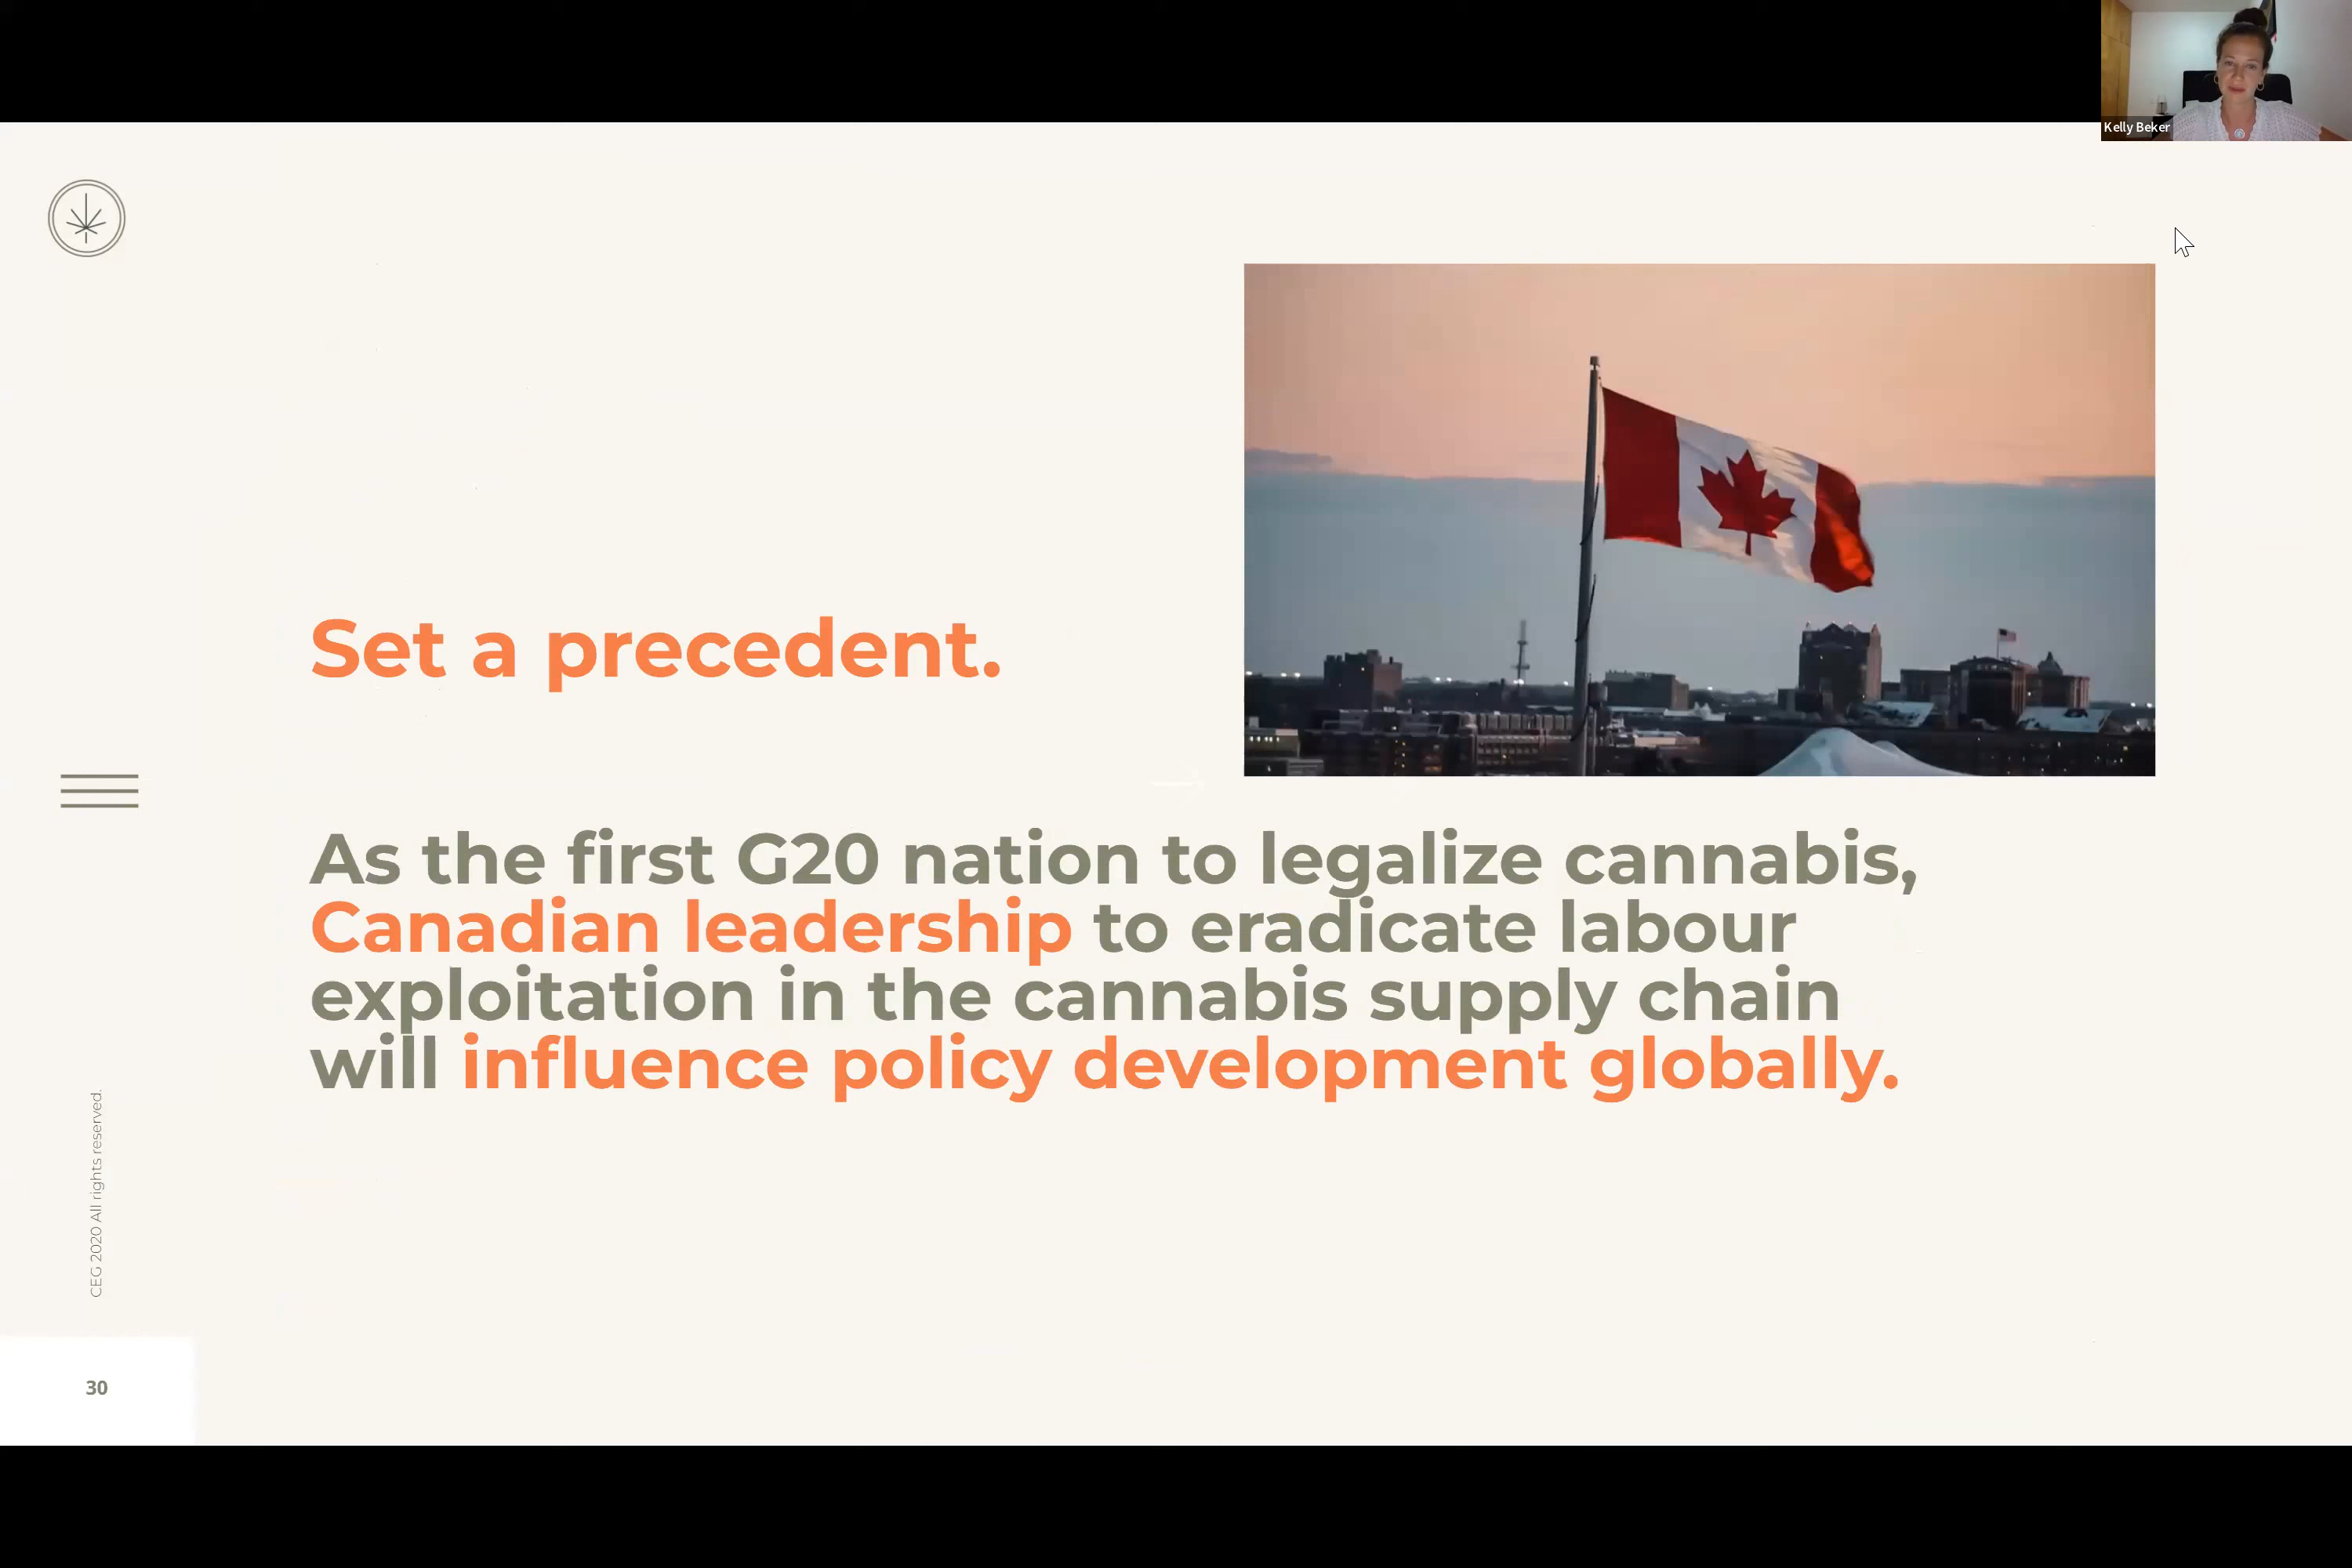 Kelly Beker
Set a precedent.
As the first G20 nation to legalize cannabis,
Canadian leadership to eradicate labour
exploitation in the cannabis supply chain
will influence policy development globally.
CEG 2020 All rights reserved.
30